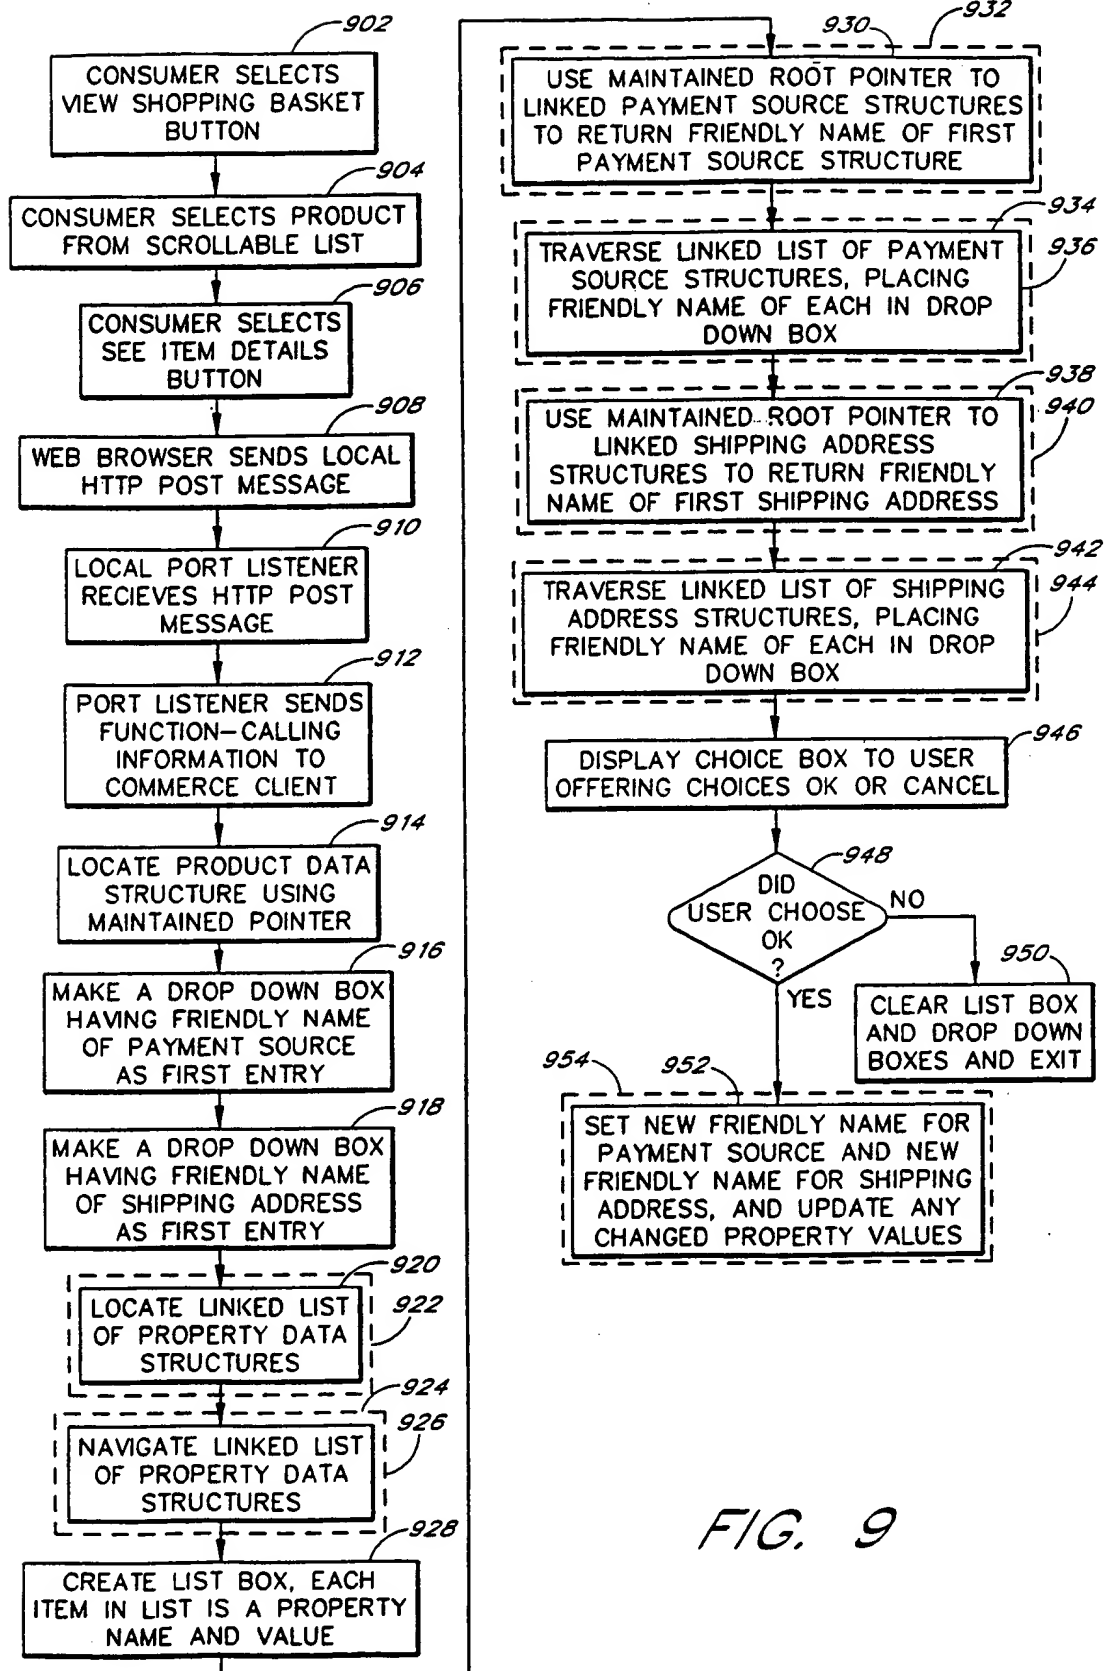 902
CONSUMER SELECTS
VIEW SHOPPING BASKET
BUTTON
904
CONSUMER SELECTS PRODUCT
FROM SCROLLABLE LIST
906
CONSUMER SELECTS
SEE ITEM DETAILS
BUTTON
908
WEB BROWSER SENDS LOCAL
HTTP POST MESSAGE
910
LOCAL PORT LISTENER
RECIEVES HTTP POST
MESSAGE
912
PORT LISTENER SENDS
FUNCTION-CALLING
INFORMATION TO
COMMERCE CLIENT
914
LOCATE PRODUCT DATA
STRUCTURE USING
MAINTAINED POINTER
916
MAKE A DROP DOWN BOX
HAVING FRIENDLY NAME
OF PAYMENT SOURCE
AS FIRST ENTRY
918
MAKE A DROP DOWN BOX
HAVING FRIENDLY NAME
OF SHIPPING ADDRESS
AS FIRST ENTRY
920
922
LOCATE LINKED LIST
OF PROPERTY DATA
STRUCTURES
924
926
NAVIGATE LINKED LIST
OF PROPERTY DATA
STRUCTURES
928
CREATE LIST BOX, EACH
ITEM IN LIST IS A PROPERTY
NAME AND VALUE
930
932
USE MAINTAINED ROOT POINTER TO
LINKED PAYMENT SOURCE STRUCTURES
TO RETURN FRIENDLY NAME OF FIRST
PAYMENT SOURCE STRUCTURE
934
936
TRAVERSE LINKED LIST OF PAYMENT
SOURCE STRUCTURES, PLACING
FRIENDLY NAME OF EACH IN DROP
DOWN BOX
938
940
USE MAINTAINED ROOT POINTER TO
LINKED SHIPPING ADDRESS
STRUCTURES TO RETURN FRIENDLY
NAME OF FIRST SHIPPING ADDRESS
942
944
TRAVERSE LINKED LIST OF SHIPPING
ADDRESS STRUCTURES, PLACING
FRIENDLY NAME OF EACH IN DROP
DOWN BOX
946
DISPLAY CHOICE BOX TO USER
OFFERING CHOICES OK OR CANCEL
948
DID
USER CHOOSE
OK
?
NO
YES
950
CLEAR LIST BOX
AND DROP DOWN
BOXES AND EXIT
954
952
SET NEW FRIENDLY NAME FOR
PAYMENT SOURCE AND NEW
FRIENDLY NAME FOR SHIPPING
ADDRESS, AND UPDATE ANY
CHANGED PROPERTY VALUES
FIG. 9